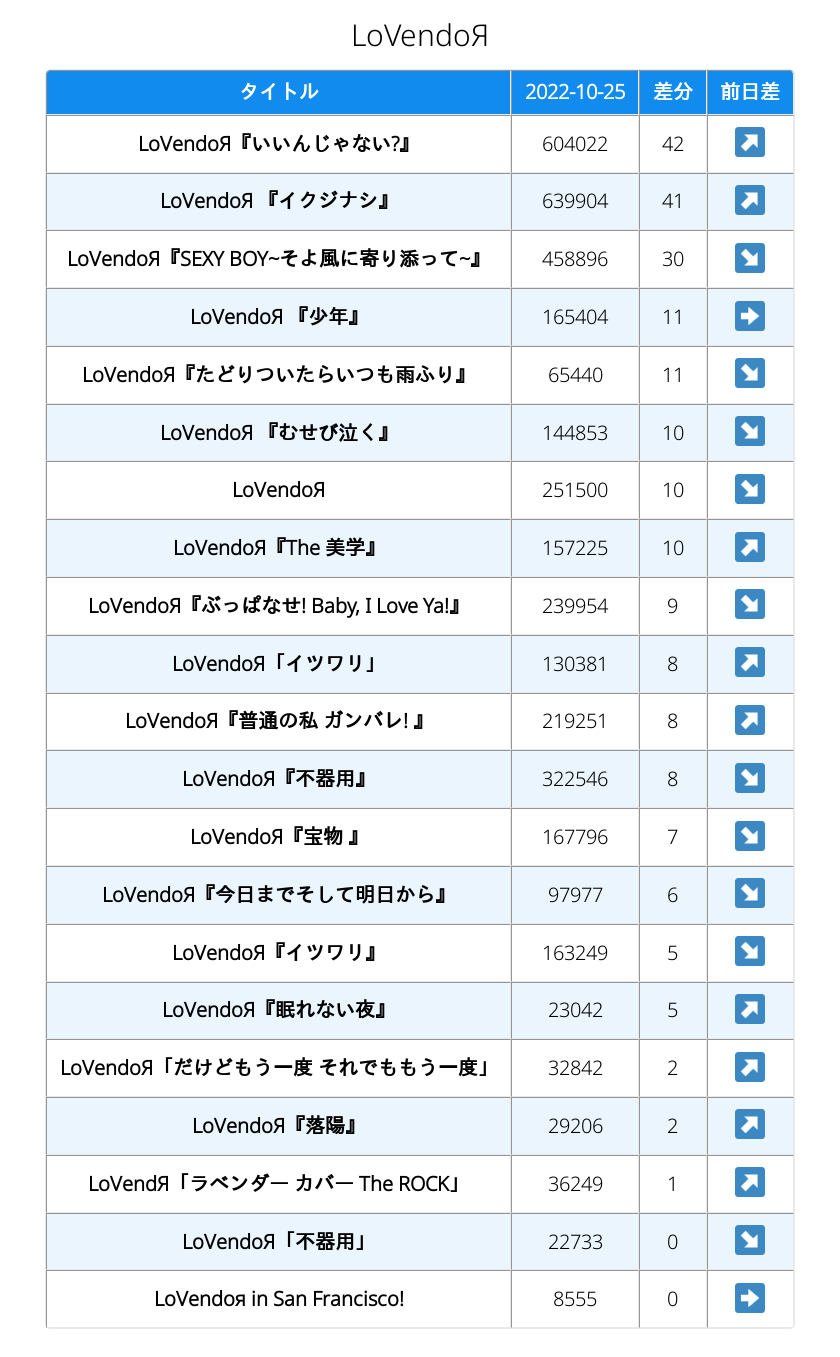 LoVendoЯ
タイトル 2022-10-25 差分 前日差
LoVendoЯ『いいんじゃない?』 604022 42 ↗
LoVendoЯ 『イクジナシ』 639904 41 ↗
LoVendoЯ『SEXY BOY~そよ風に寄り添って~』 458896 30 ↘
LoVendoЯ 『少年』 165404 11 ➡
LoVendoЯ『たどりついたらいつも雨ふり』 65440 11 ↘
LoVendoЯ 『むせび泣く』 144853 10 ↘
LoVendoЯ 251500 10 ↘
LoVendoЯ『The 美学』 157225 10 ↗
LoVendoЯ『ぶっぱなせ! Baby, I Love Ya!』 239954 9 ↘
LoVendoЯ「イツワリ」 130381 8 ↗
LoVendoЯ『普通の私 ガンバレ! 』 219251 8 ↗
LoVendoЯ『不器用』 322546 8 ↘
LoVendoЯ『宝物 』 167796 7 ↘
LoVendoЯ『今日までそして明日から』 97977 6 ↘
LoVendoЯ『イツワリ』 163249 5 ↘
LoVendoЯ『眠れない夜』 23042 5 ↗
LoVendoЯ「だけどもう一度 それでももう一度」 32842 2 ↗
LoVendoЯ『落陽』 29206 2 ↗
LoVendЯ「ラベンダー カバー The ROCK」 36249 1 ↗
LoVendoЯ「不器用」 22733 0 ↘
LoVendoя in San Francisco! 8555 0 ➡